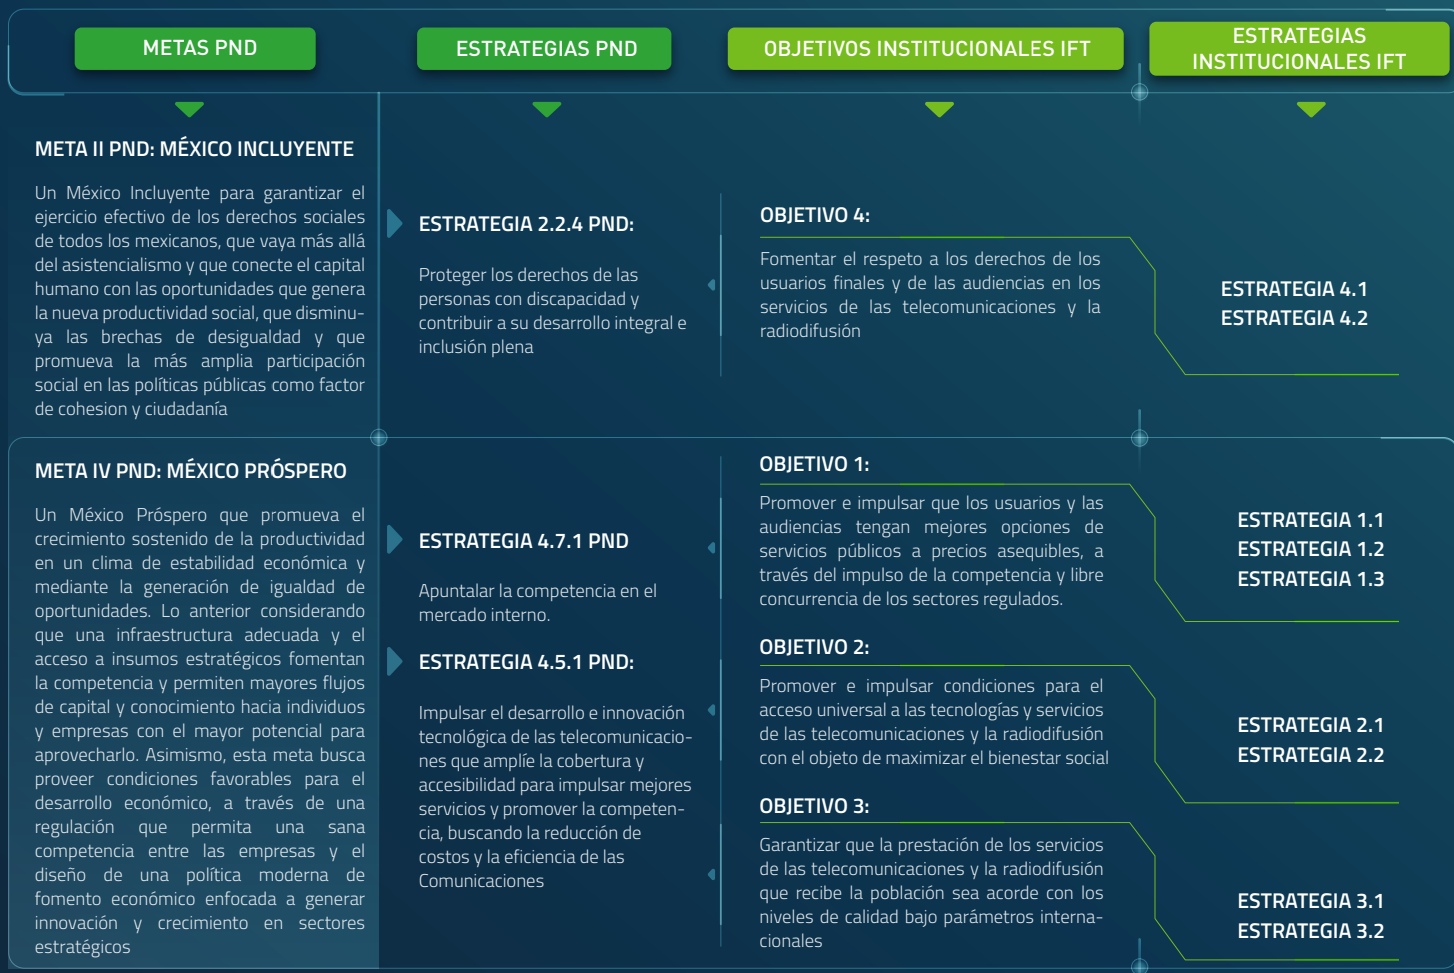 METAS PND
ESTRATEGIAS PND
OBJETIVOS INSTITUCIONALES IFT
ESTRATEGIAS
INSTITUCIONALES IFT
META II PND: MÉXICO INCLUYENTE
Un México Incluyente para garantizar el
ejercicio efectivo de los derechos sociales
de todos los mexicanos, que vaya más allá
del asistencialismo y que conecte el capital
humano con las oportunidades que genera
la nueva productividad social, que disminu-
ya las brechas de desigualdad y que
promueva la más amplia participación
social en las políticas públicas como factor
de cohesion y ciudadanía
ESTRATEGIA 2.2.4 PND:
Proteger los derechos de las
personas con discapacidad y
contribuir a su desarrollo integral e
inclusión plena
OBJETIVO 4:
Fomentar el respeto a los derechos de los
usuarios finales y de las audiencias en los
servicios de las telecomunicaciones y la
radiodifusión
ESTRATEGIA 4.1
ESTRATEGIA 4.2
META IV PND: MÉXICO PRÓSPERO
Un México Próspero que promueva el
crecimiento sostenido de la productividad
en un clima de estabilidad económica y
mediante la generación de igualdad de
oportunidades. Lo anterior considerando
que una infraestructura adecuada y el
acceso a insumos estratégicos fomentan
la competencia y permiten mayores flujos
de capital y conocimiento hacia individuos
y empresas con el mayor potencial para
aprovecharlo. Asimismo, esta meta busca
proveer condiciones favorables para el
desarrollo económico, a través de una
regulación que permita una sana
competencia entre las empresas y el
diseño de una política moderna de
fomento económico enfocada a generar
innovación y crecimiento en sectores
estratégicos
ESTRATEGIA 4.7.1 PND
Apuntalar la competencia en el
mercado interno.
ESTRATEGIA 4.5.1 PND:
Impulsar el desarrollo e innovación
tecnológica de las telecomunicacio-
nes que amplíe la cobertura y
accesibilidad para impulsar mejores
servicios y promover la competen-
cia, buscando la reducción de
costos y la eficiencia de las
Comunicaciones
OBJETIVO 1:
Promover e impulsar que los usuarios y las
audiencias tengan mejores opciones de
servicios públicos a precios asequibles, a
través del impulso de la competencia y libre
concurrencia de los sectores regulados.
ESTRATEGIA 1.1
ESTRATEGIA 1.2
ESTRATEGIA 1.3
OBJETIVO 2:
Promover e impulsar condiciones para el
acceso universal a las tecnologías y servicios
de las telecomunicaciones y la radiodifusión
con el objeto de maximizar el bienestar social
ESTRATEGIA 2.1
ESTRATEGIA 2.2
OBJETIVO 3:
Garantizar que la prestación de los servicios
de las telecomunicaciones y la radiodifusión
que recibe la población sea acorde con los
niveles de calidad bajo parámetros interna-
cionales
ESTRATEGIA 3.1
ESTRATEGIA 3.2